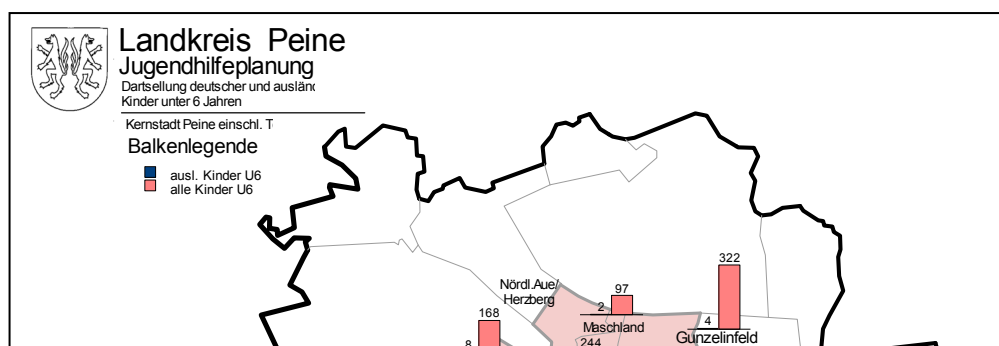 Landkreis Peine
Jugendhilfeplanung
Dartsellung deutscher und auslän
Kinder unter 6 Jahren
Kernstadt Peine einschl. T
Balkenlegende
ausl. Kinder U6
alle Kinder U6
322
Nördl.Aue/
Herzberg
97
2
168
4
Maschland
Gunzelinfeld
8
244